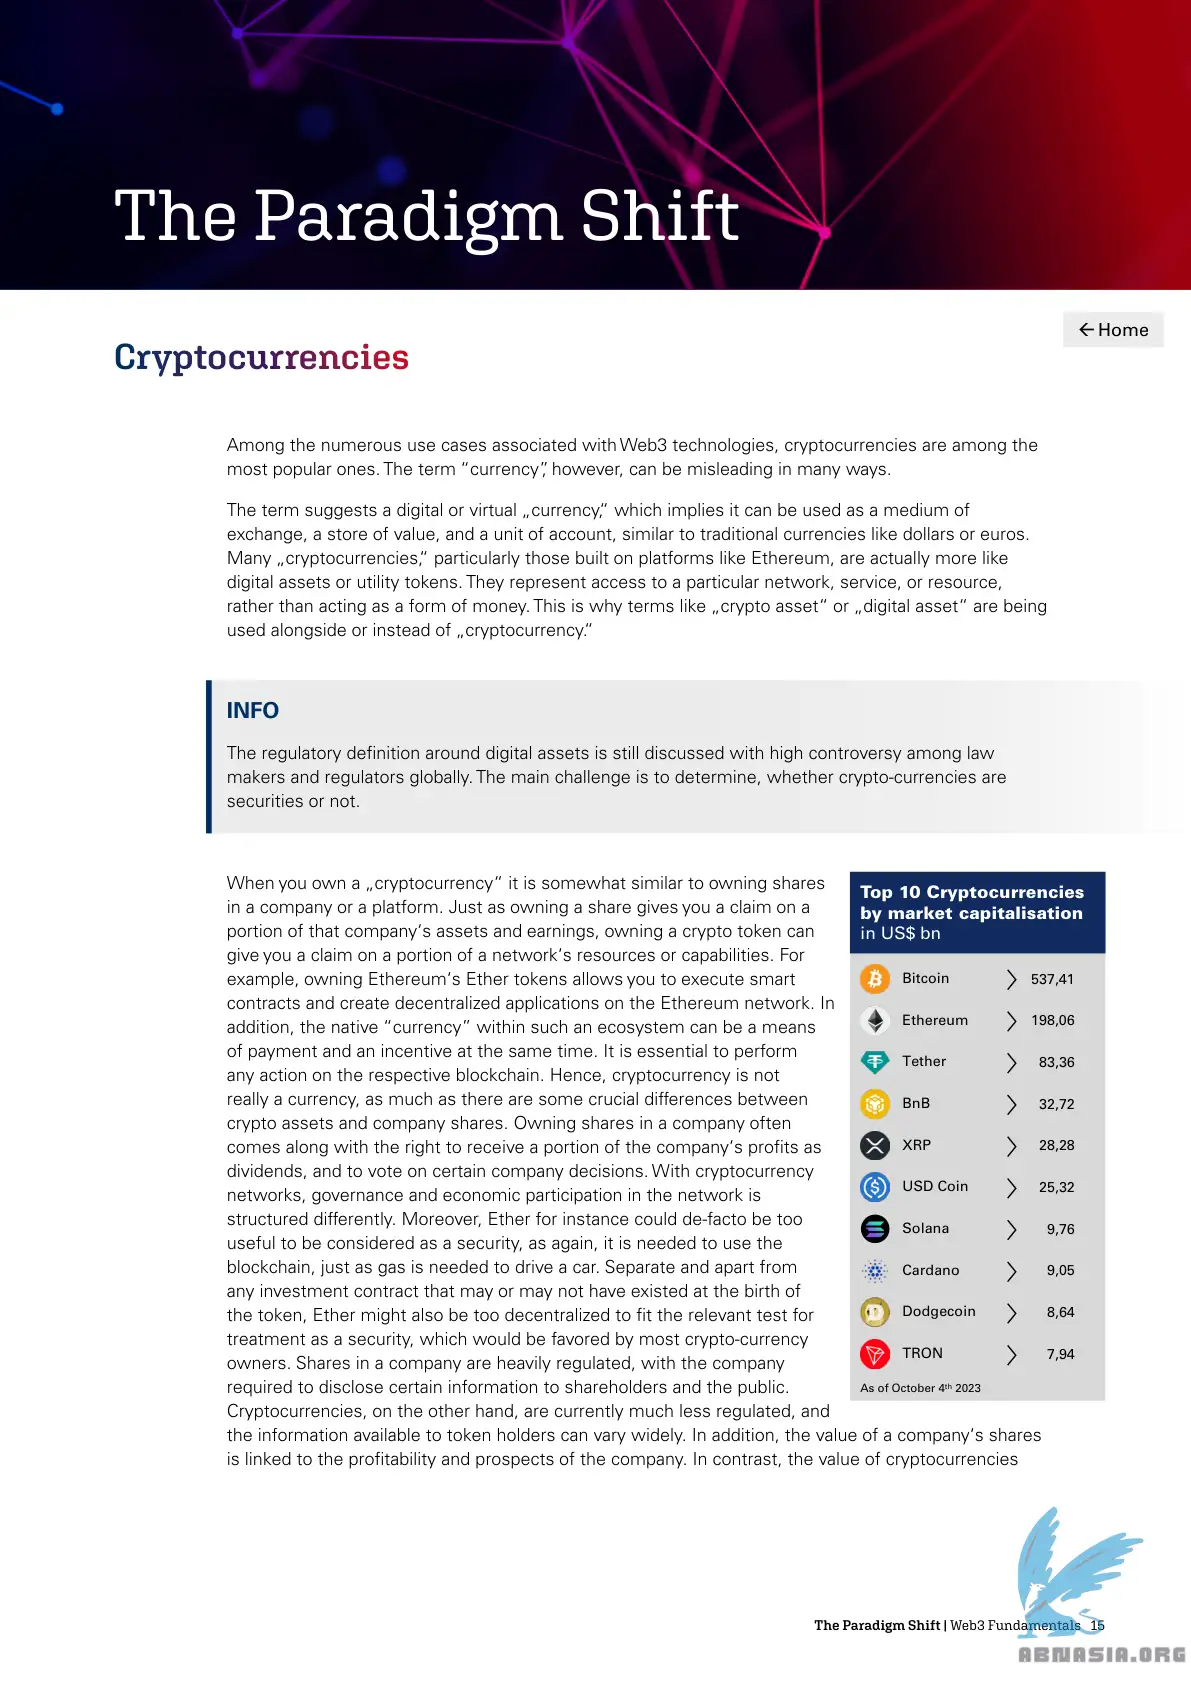 The Paradigm Shift
← Home
Cryptocurrencies
Among the numerous use cases associated with Web3 technologies, cryptocurrencies are among the
most popular ones. The term “currency”, however, can be misleading in many ways.
The term suggests a digital or virtual „currency,“ which implies it can be used as a medium of
exchange, a store of value, and a unit of account, similar to traditional currencies like dollars or euros.
Many „cryptocurrencies,“ particularly those built on platforms like Ethereum, are actually more like
digital assets or utility tokens. They represent access to a particular network, service, or resource,
rather than acting as a form of money. This is why terms like „crypto asset“ or „digital asset“ are being
used alongside or instead of „cryptocurrency.“
INFO
The regulatory definition around digital assets is still discussed with high controversy among law
makers and regulators globally. The main challenge is to determine, whether crypto-currencies are
securities or not.
When you own a „cryptocurrency“ it is somewhat similar to owning shares
in a company or a platform. Just as owning a share gives you a claim on a
portion of that company‘s assets and earnings, owning a crypto token can
give you a claim on a portion of a network‘s resources or capabilities. For
example, owning Ethereum‘s Ether tokens allows you to execute smart
contracts and create decentralized applications on the Ethereum network. In
addition, the native “currency” within such an ecosystem can be a means
of payment and an incentive at the same time. It is essential to perform
any action on the respective blockchain. Hence, cryptocurrency is not
really a currency, as much as there are some crucial differences between
crypto assets and company shares. Owning shares in a company often
comes along with the right to receive a portion of the company‘s profits as
dividends, and to vote on certain company decisions. With cryptocurrency
networks, governance and economic participation in the network is
structured differently. Moreover, Ether for instance could de-facto be too
useful to be considered as a security, as again, it is needed to use the
blockchain, just as gas is needed to drive a car. Separate and apart from
any investment contract that may or may not have existed at the birth of
the token, Ether might also be too decentralized to fit the relevant test for
treatment as a security, which would be favored by most crypto-currency
owners. Shares in a company are heavily regulated, with the company
required to disclose certain information to shareholders and the public.
Cryptocurrencies, on the other hand, are currently much less regulated, and
the information available to token holders can vary widely. In addition, the value of a company‘s shares
is linked to the profitability and prospects of the company. In contrast, the value of cryptocurrencies
Top 10 Cryptocurrencies
by market capitalisation
in US$ bn
Bitcoin 537,41
Ethereum 198,06
Tether 83,36
BnB 32,72
XRP 28,28
USD Coin 25,32
Solana 9,76
Cardano 9,05
Dodgecoin 8,64
TRON 7,94
As of October 4th 2023
The Paradigm Shift | Web3 Fundamentals 15
ABNASIA.ORG